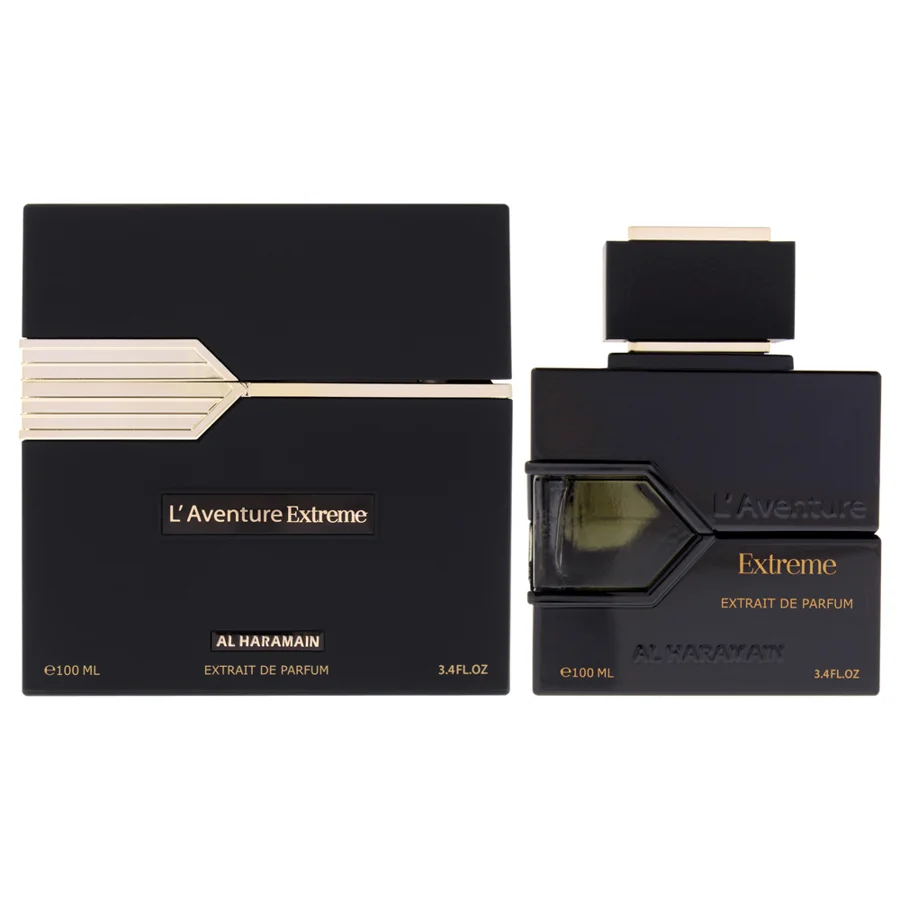 L'Aventure Extreme
AL HARAMAIN
℮100 ML
EXTRAIT DE PARFUM
3.4FL.OZ
L'Aventure
Extreme
EXTRAIT DE PARFUM
AL HARAMAIN
℮100 ML
3.4FL.OZ